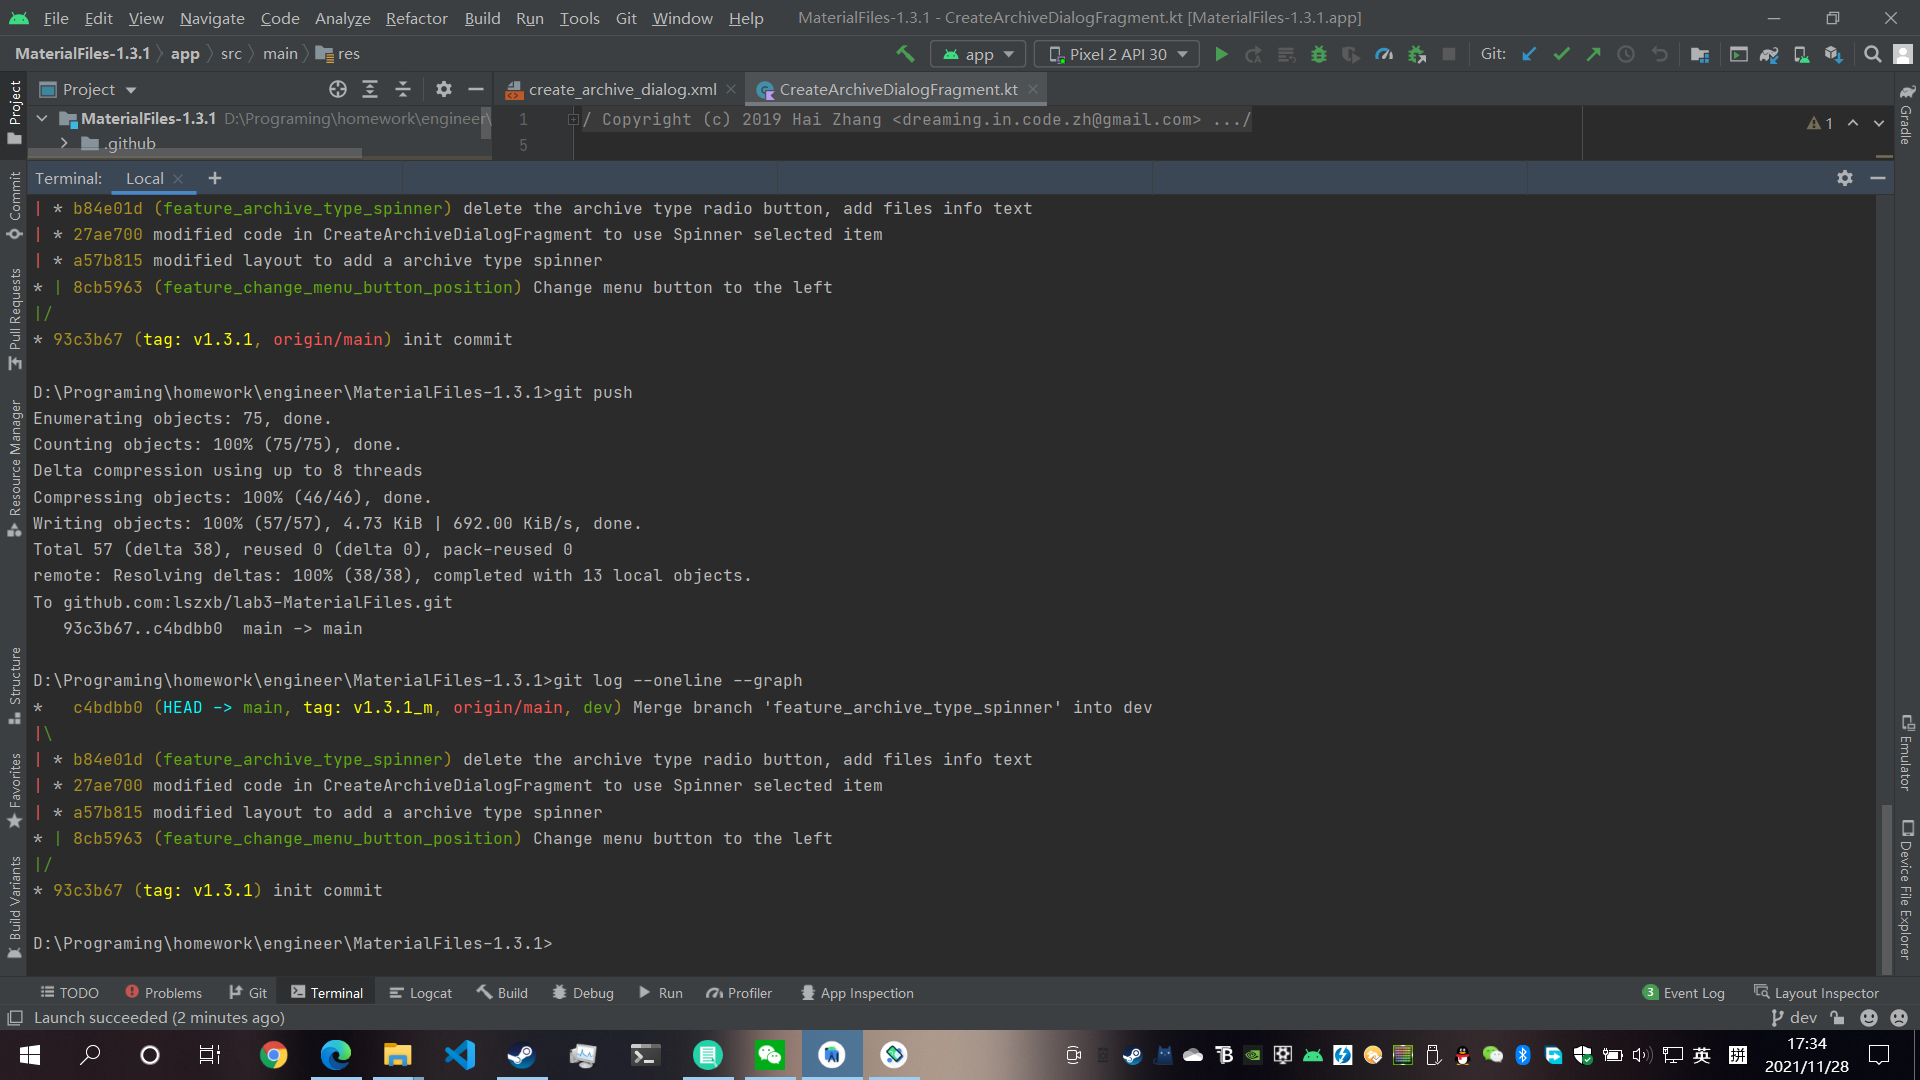 File Edit View Navigate Code Analyze Refactor Build Run Tools Git Window Help MaterialFiles-1.3.1 - CreateArchiveDialogFragment.kt [MaterialFiles-1.3.1.app]
MaterialFiles-1.3.1 app src main res app Pixel 2 API 30 Git:
Project create_archive_dialog.xml CreateArchiveDialogFragment.kt
MaterialFiles-1.3.1 D:\Programing\homework\engineer\ 1 / Copyright (c) 2019 Hai Zhang <dreaming.in.code.zh@gmail.com> .../ 1
.github 5
Terminal: Local
| * b84e01d (feature_archive_type_spinner) delete the archive type radio button, add files info text
| * 27ae700 modified code in CreateArchiveDialogFragment to use Spinner selected item
| * a57b815 modified layout to add a archive type spinner
* | 8cb5963 (feature_change_menu_button_position) Change menu button to the left
|/
* 93c3b67 (tag: v1.3.1, origin/main) init commit
D:\Programing\homework\engineer\MaterialFiles-1.3.1>git push
Enumerating objects: 75, done.
Counting objects: 100% (75/75), done.
Delta compression using up to 8 threads
Compressing objects: 100% (46/46), done.
Writing objects: 100% (57/57), 4.73 KiB | 692.00 KiB/s, done.
Total 57 (delta 38), reused 0 (delta 0), pack-reused 0
remote: Resolving deltas: 100% (38/38), completed with 13 local objects.
To github.com:lszxb/lab3-MaterialFiles.git
93c3b67..c4bdbb0 main -> main
D:\Programing\homework\engineer\MaterialFiles-1.3.1>git log --oneline --graph
* c4bdbb0 (HEAD -> main, tag: v1.3.1_m, origin/main, dev) Merge branch 'feature_archive_type_spinner' into dev
|\
| * b84e01d (feature_archive_type_spinner) delete the archive type radio button, add files info text
| * 27ae700 modified code in CreateArchiveDialogFragment to use Spinner selected item
| * a57b815 modified layout to add a archive type spinner
* | 8cb5963 (feature_change_menu_button_position) Change menu button to the left
|/
* 93c3b67 (tag: v1.3.1) init commit
D:\Programing\homework\engineer\MaterialFiles-1.3.1>
Project
Commit
Pull Requests
Resource Manager
Structure
Favorites
Build Variants
Gradle
Emulator
Device File Explorer
TODO Problems Git Terminal Logcat Build Debug Run Profiler App Inspection 3 Event Log Layout Inspector
Launch succeeded (2 minutes ago) dev
英 拼 17:34
2021/11/28